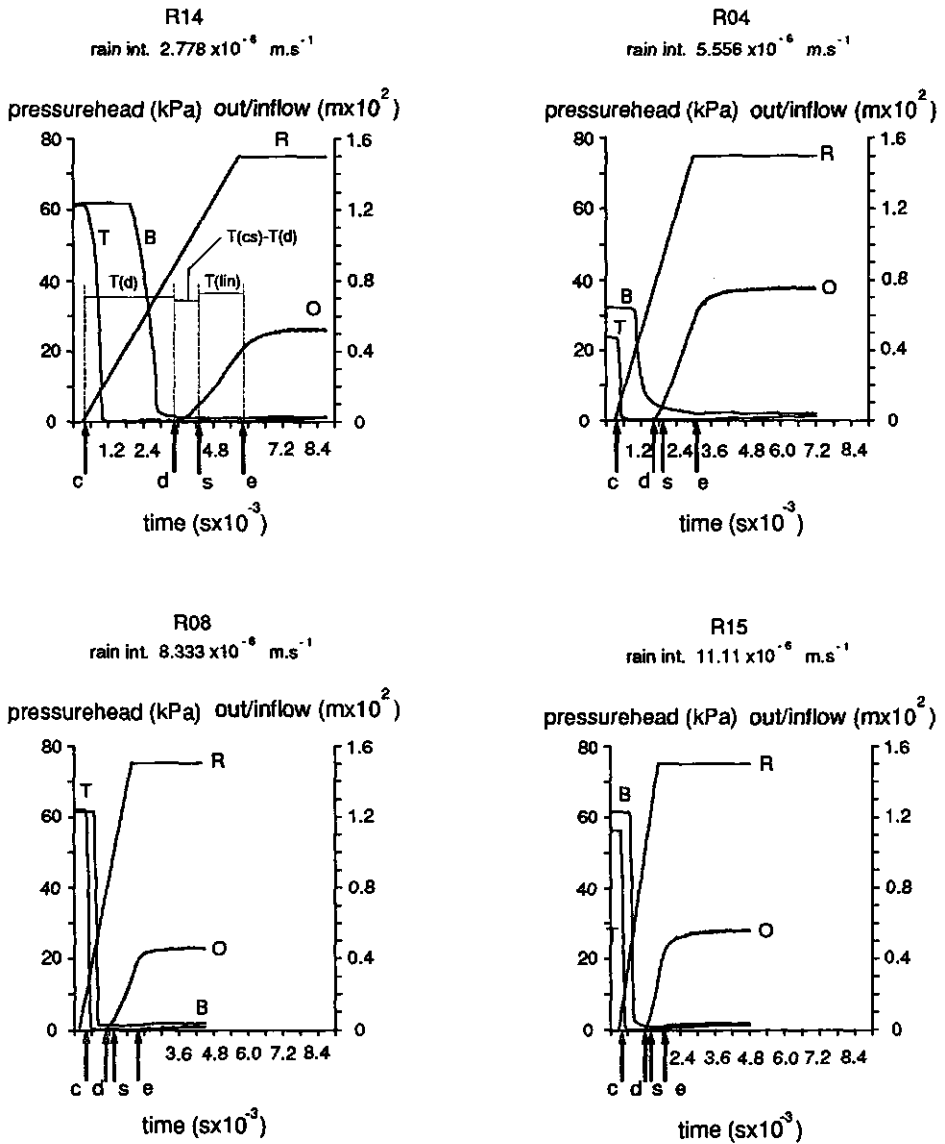 R14
rain int. 2.778 x10⁻⁶ m.s⁻¹
pressurehead (kPa) out/inflow (mx10²)
80 1.6
R
60 1.2
T B T(cs)-T(d)
T(d) T(lin)
40 0.8
O
20 0.4
0 0
1.2 2.4 4.8 7.2 8.4
c d s e
time (sx10⁻³)
R04
rain int. 5.556 x10⁻⁶ m.s⁻¹
pressurehead (kPa) out/inflow (mx10²)
80 1.6
R
60 1.2
40 0.8
B O
T
20 0.4
0 0
1.2 2.4 3.6 4.8 6.0 7.2 8.4
c d s e
time (sx10⁻³)
R08
rain int. 8.333 x10⁻⁶ m.s⁻¹
pressurehead (kPa) out/inflow (mx10²)
80 1.6
T R
60 1.2
40 0.8
20 O 0.4
B
0 0
3.6 4.8 6.0 7.2 8.4
c d s e
time (sx10⁻³)
R15
rain int. 11.11 x10⁻⁶ m.s⁻¹
pressurehead (kPa) out/inflow (mx10²)
80 1.6
B R
60 1.2
40 0.8
T
O
20 0.4
0 0
2.4 3.6 4.8 6.0 7.2 8.4
c d s e
time (sx10⁻³)